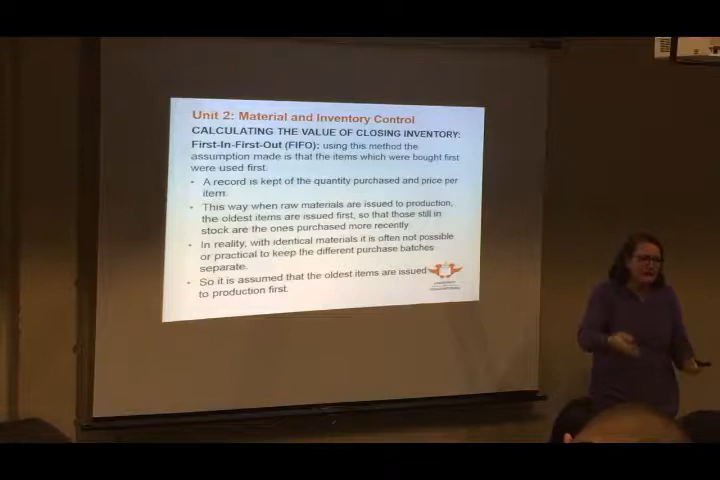 Unit 2: Material and Inventory Control
CALCULATING THE VALUE OF CLOSING INVENTORY:
First-In-First-Out (FIFO): using this method the
assumption made is that the items which were bought first
were used first.
• A record is kept of the quantity purchased and price per
item.
• This way when raw materials are issued to production,
the oldest items are issued first, so that those still in
stock are the ones purchased more recently
• In reality, with identical materials it is often not possible
or practical to keep the different purchase batches
separate.
• So it is assumed that the oldest items are issued
to production first.